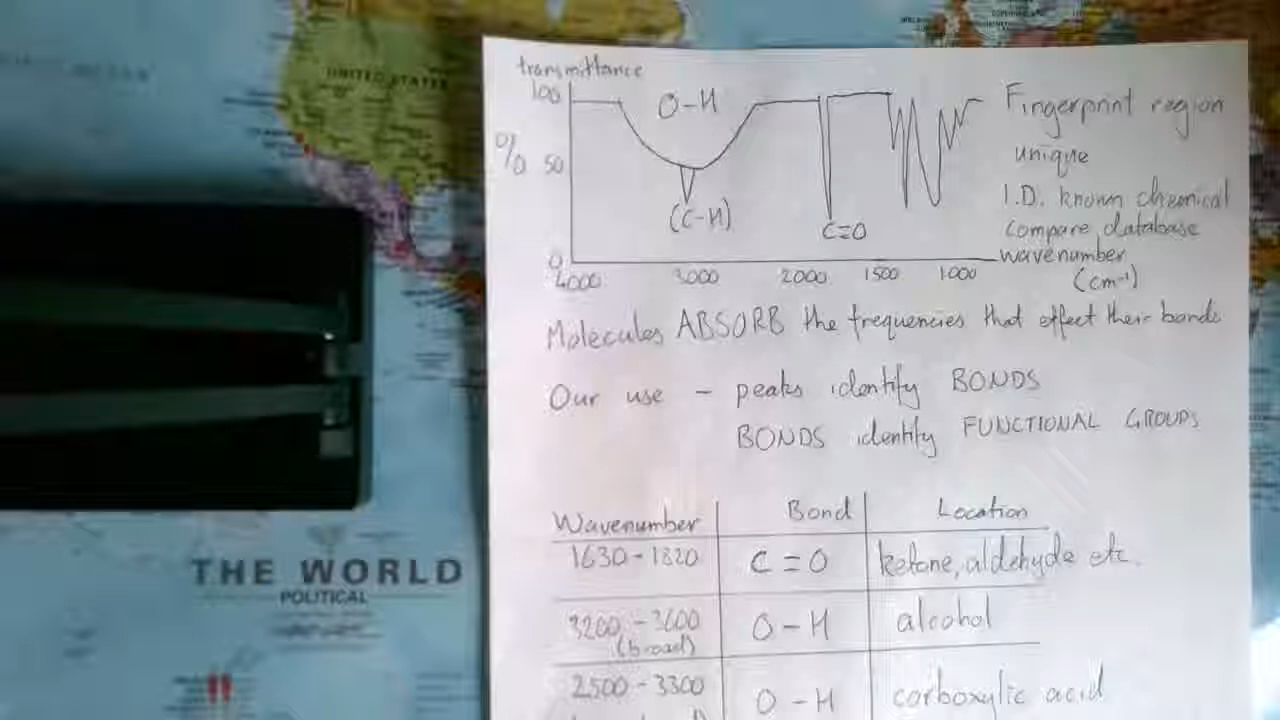 UNITED STATES
THE WORLD
POLITICAL
transmittance
100
%
50
0
O-H
(C-H)
C=O
4000 3000 2000 1500 1000
Fingerprint region
unique
I.D. known chemical
compare database
wavenumber
(cm⁻¹)
Molecules ABSORB the frequencies that effect their bonds
Our use - peaks identify BONDS
BONDS identify FUNCTIONAL GROUPS
Wavenumber Bond Location
1630-1820 C=O ketone, aldehyde etc.
3200-3600 O-H alcohol
(broad)
2500-3300 O-H carboxylic acid